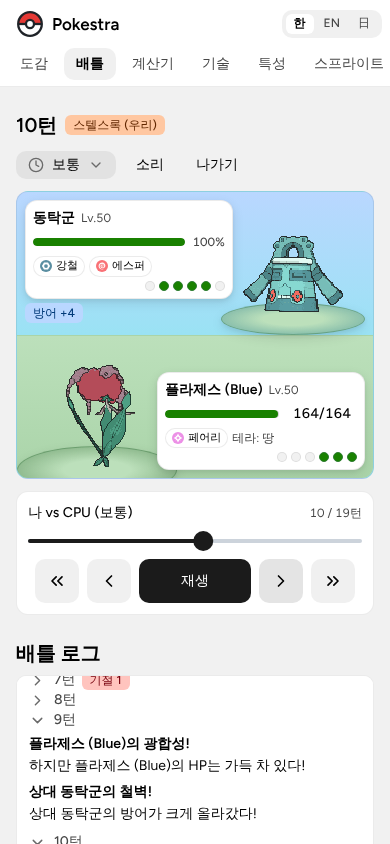 Pokestra
한 EN 日
도감 배틀 계산기 기술 특성 스프라이트
10턴 스텔스록 (우리)
보통 소리 나가기
동탁군 Lv.50
100%
강철 에스퍼
방어 +4
플라제스 (Blue) Lv.50
164/164
페어리 테라: 땅
나 vs CPU (보통) 10 / 19턴
재생
배틀 로그
7턴 기절 1
8턴
9턴
플라제스 (Blue)의 광합성!
하지만 플라제스 (Blue)의 HP는 가득 차 있다!
상대 동탁군의 철벽!
상대 동탁군의 방어가 크게 올라갔다!
10턴